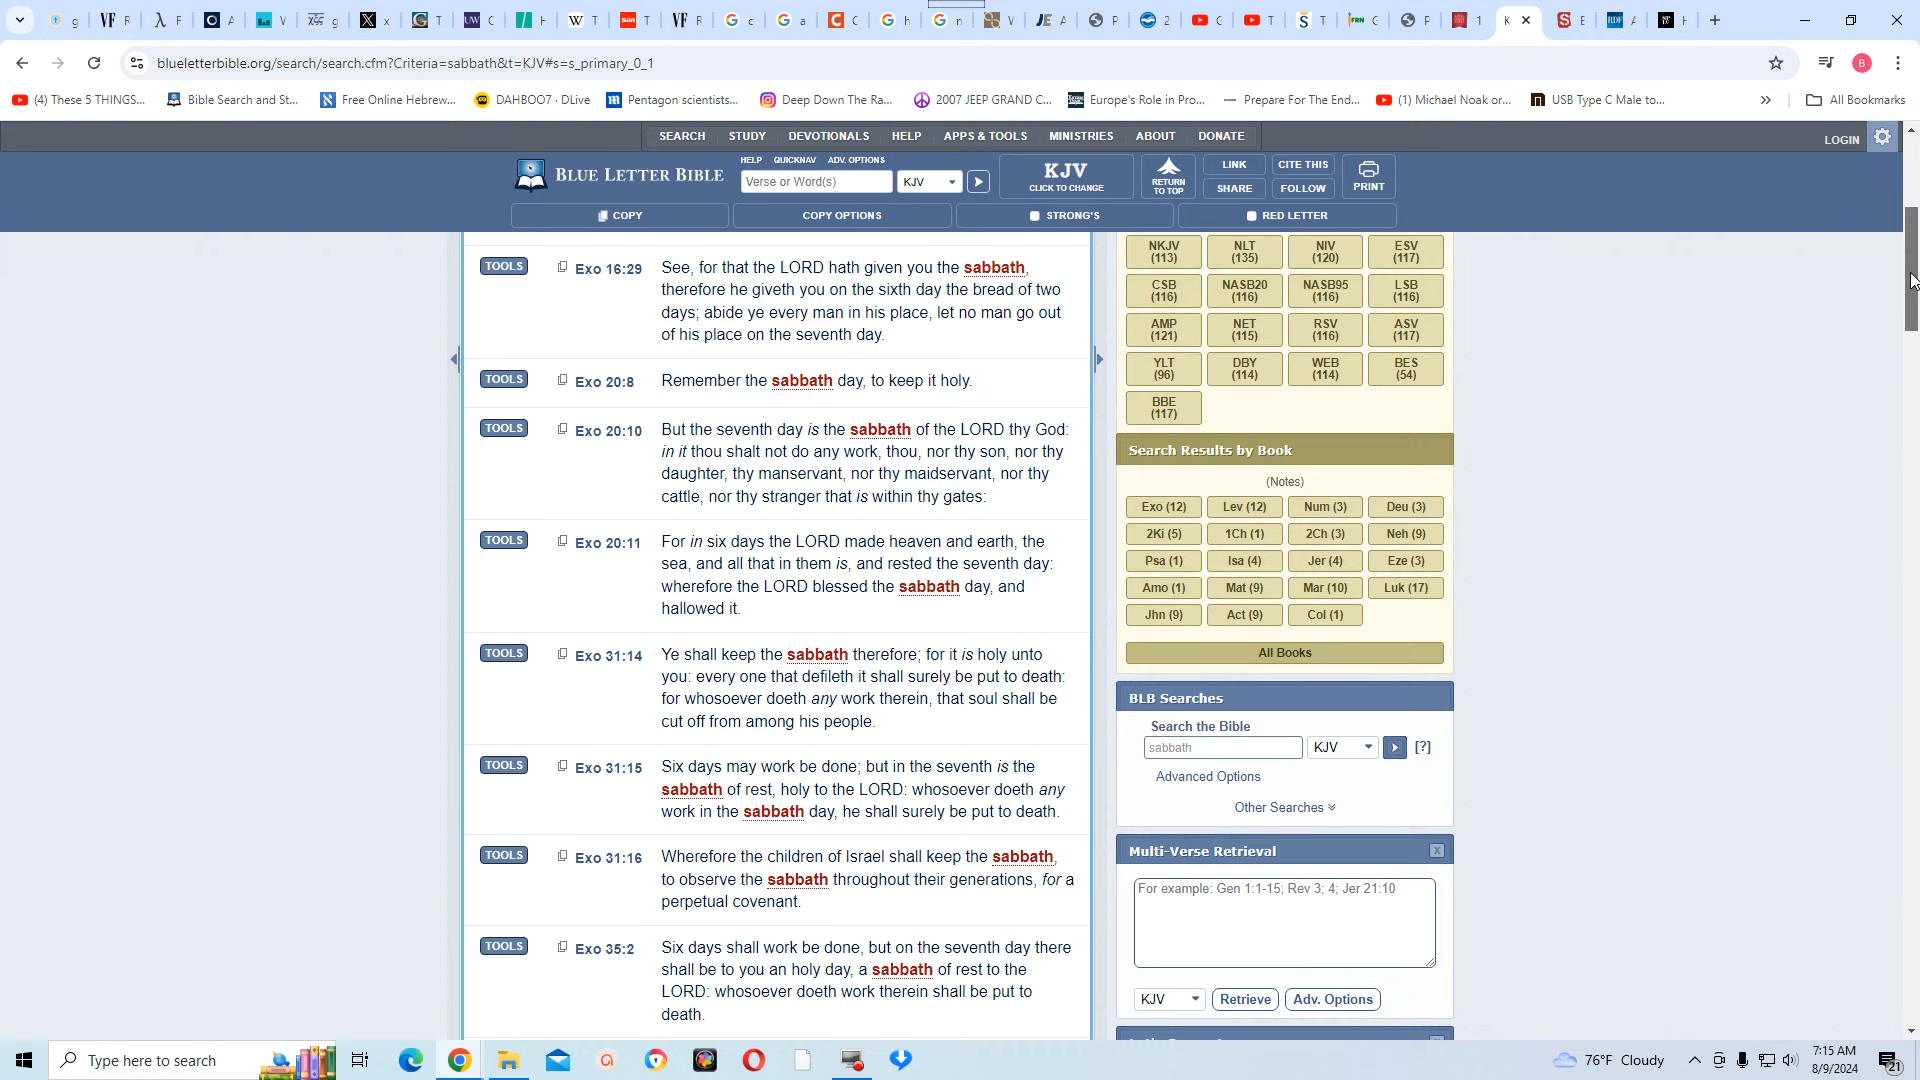 g
VF R
F
A
V
g
x
T
C
H
T
T
VF R
c
a
C
h
n
V
A
P
2
C
T
T
C
P
1
K
E
A
H
blueletterbible.org/search/search.cfm?Criteria=sabbath&t=KJV#s=s_primary_0_1
B
(4) These 5 THINGS...
Bible Search and St...
Free Online Hebrew...
DAHBOO7 · DLive
Pentagon scientists...
Deep Down The Ra...
2007 JEEP GRAND C...
Europe's Role in Pro...
Prepare For The End...
(1) Michael Noak or...
USB Type C Male to...
»
All Bookmarks
SEARCH STUDY DEVOTIONALS HELP APPS & TOOLS MINISTRIES ABOUT DONATE
LOGIN
BLUE LETTER BIBLE
HELP QUICKNAV ADV. OPTIONS
Verse or Word(s)
KJV
KJV
CLICK TO CHANGE
RETURN
TO TOP
LINK
CITE THIS
SHARE
FOLLOW
PRINT
COPY
COPY OPTIONS
STRONG'S
RED LETTER
TOOLS
Exo 16:29
See, for that the LORD hath given you the sabbath,
therefore he giveth you on the sixth day the bread of two
days; abide ye every man in his place, let no man go out
of his place on the seventh day.
TOOLS
Exo 20:8
Remember the sabbath day, to keep it holy.
TOOLS
Exo 20:10
But the seventh day is the sabbath of the LORD thy God:
in it thou shalt not do any work, thou, nor thy son, nor thy
daughter, thy manservant, nor thy maidservant, nor thy
cattle, nor thy stranger that is within thy gates:
TOOLS
Exo 20:11
For in six days the LORD made heaven and earth, the
sea, and all that in them is, and rested the seventh day:
wherefore the LORD blessed the sabbath day, and
hallowed it.
TOOLS
Exo 31:14
Ye shall keep the sabbath therefore; for it is holy unto
you: every one that defileth it shall surely be put to death:
for whosoever doeth any work therein, that soul shall be
cut off from among his people.
TOOLS
Exo 31:15
Six days may work be done; but in the seventh is the
sabbath of rest, holy to the LORD: whosoever doeth any
work in the sabbath day, he shall surely be put to death.
TOOLS
Exo 31:16
Wherefore the children of Israel shall keep the sabbath,
to observe the sabbath throughout their generations, for a
perpetual covenant.
TOOLS
Exo 35:2
Six days shall work be done, but on the seventh day there
shall be to you an holy day, a sabbath of rest to the
LORD: whosoever doeth work therein shall be put to
death.
NKJV
(113)
NLT
(135)
NIV
(120)
ESV
(117)
CSB
(116)
NASB20
(116)
NASB95
(116)
LSB
(116)
AMP
(121)
NET
(115)
RSV
(116)
ASV
(117)
YLT
(96)
DBY
(114)
WEB
(114)
BES
(54)
BBE
(117)
Search Results by Book
(Notes)
Exo (12) Lev (12) Num (3) Deu (3)
2Ki (5) 1Ch (1) 2Ch (3) Neh (9)
Psa (1) Isa (4) Jer (4) Eze (3)
Amo (1) Mat (9) Mar (10) Luk (17)
Jhn (9) Act (9) Col (1)
All Books
BLB Searches
Search the Bible
sabbath
KJV
[?]
Advanced Options
Other Searches
Multi-Verse Retrieval
x
For example: Gen 1:1-15; Rev 3; 4; Jer 21:10
KJV
Retrieve
Adv. Options
Type here to search
76°F Cloudy
7:15 AM
8/9/2024
21